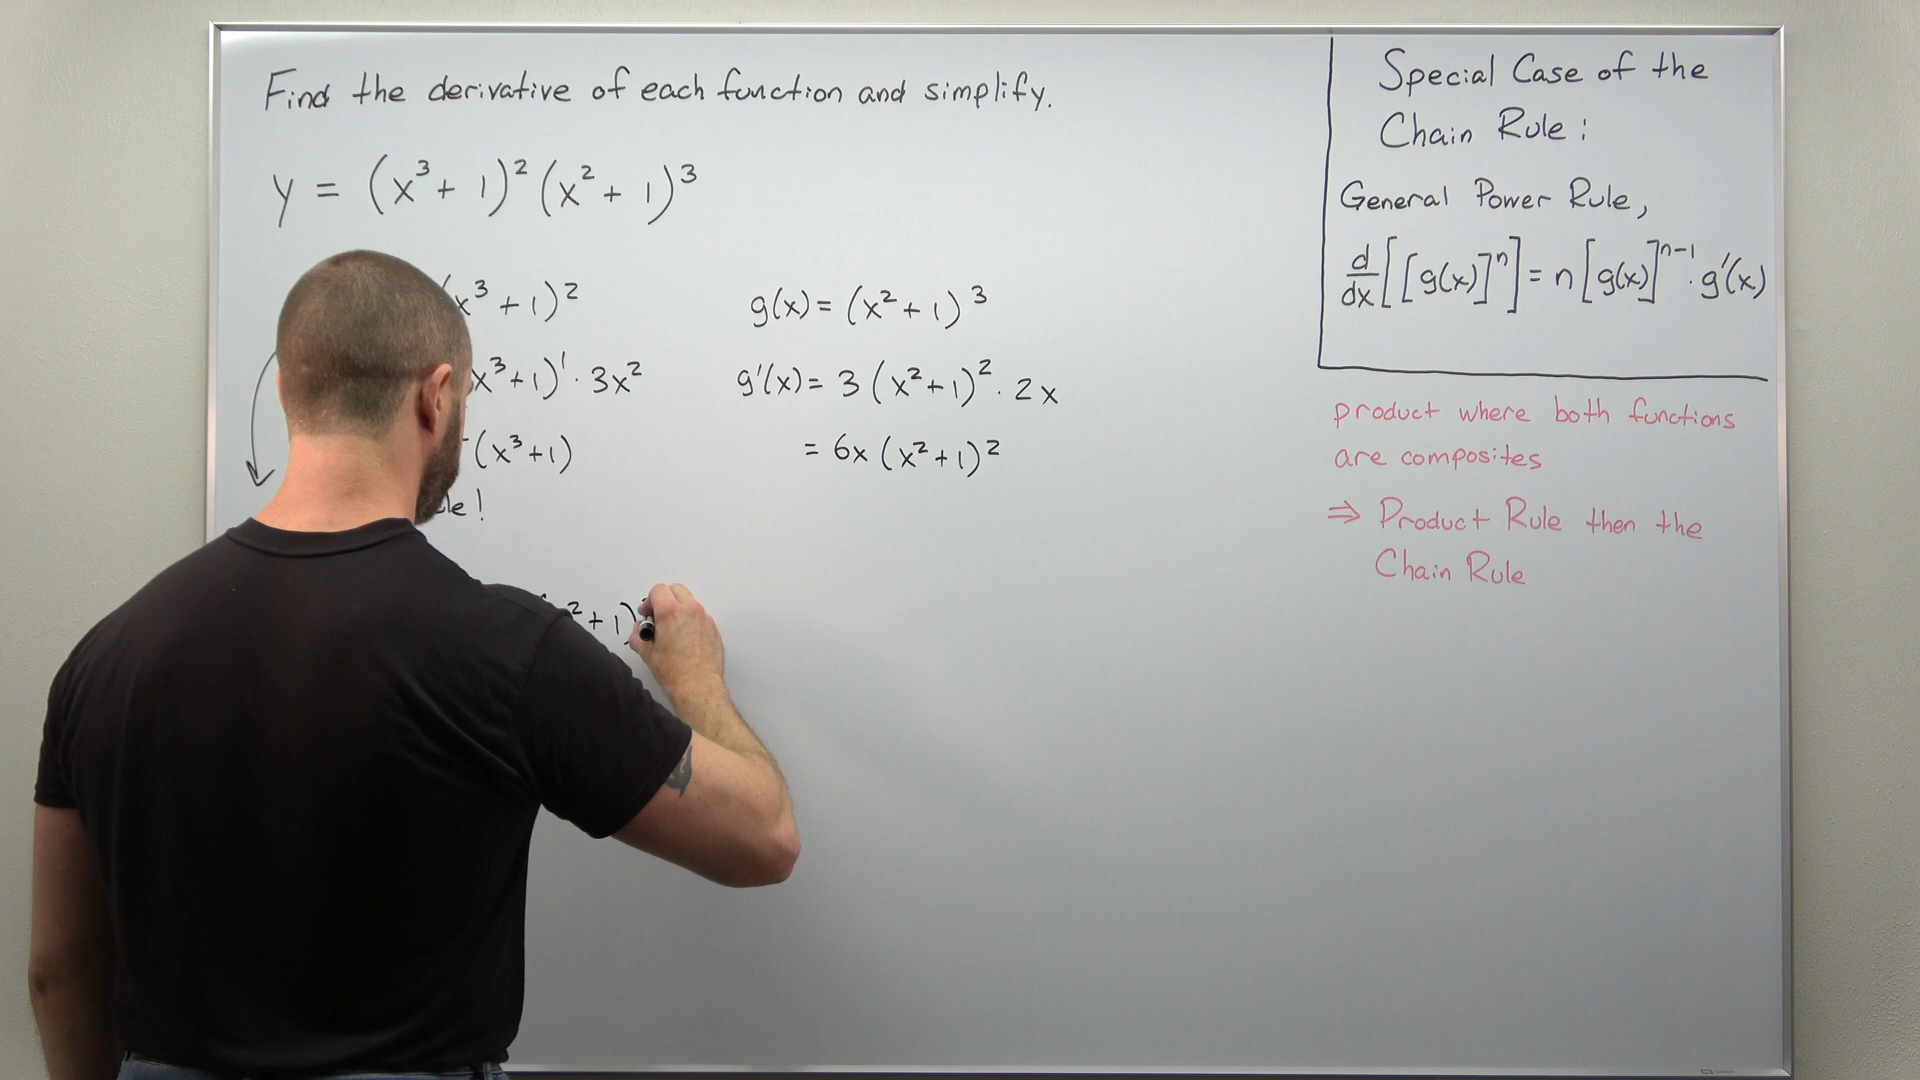 Find the derivative of each function and simplify.
y = (x³ + 1)² (x² + 1)³
x³ + 1)²
g(x) = (x² + 1)³
x³ + 1)' · 3x²
g'(x) = 3 (x² + 1)² · 2x
(x³ + 1)
= 6x (x² + 1)²
!
² + 1)
Special Case of the
Chain Rule:
General Power Rule,
d/dx [[g(x)]ⁿ] = n [g(x)]ⁿ⁻¹ · g'(x)
product where both functions
are composites
⇒ Product Rule then the
Chain Rule